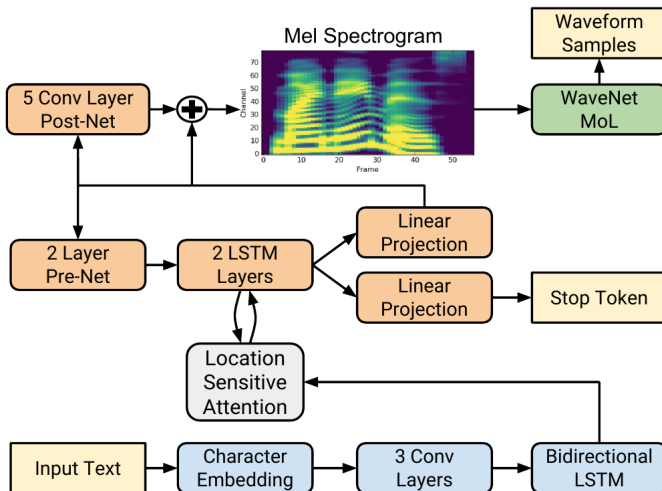 Waveform
Samples
Mel Spectrogram
5 Conv Layer
Post-Net
Channel
70
60
50
40
30
20
10
0
0 10 20 30 40 50
Frame
WaveNet
MoL
2 Layer
Pre-Net
2 LSTM
Layers
Linear
Projection
Linear
Projection
Stop Token
Location
Sensitive
Attention
Input Text
Character
Embedding
3 Conv
Layers
Bidirectional
LSTM